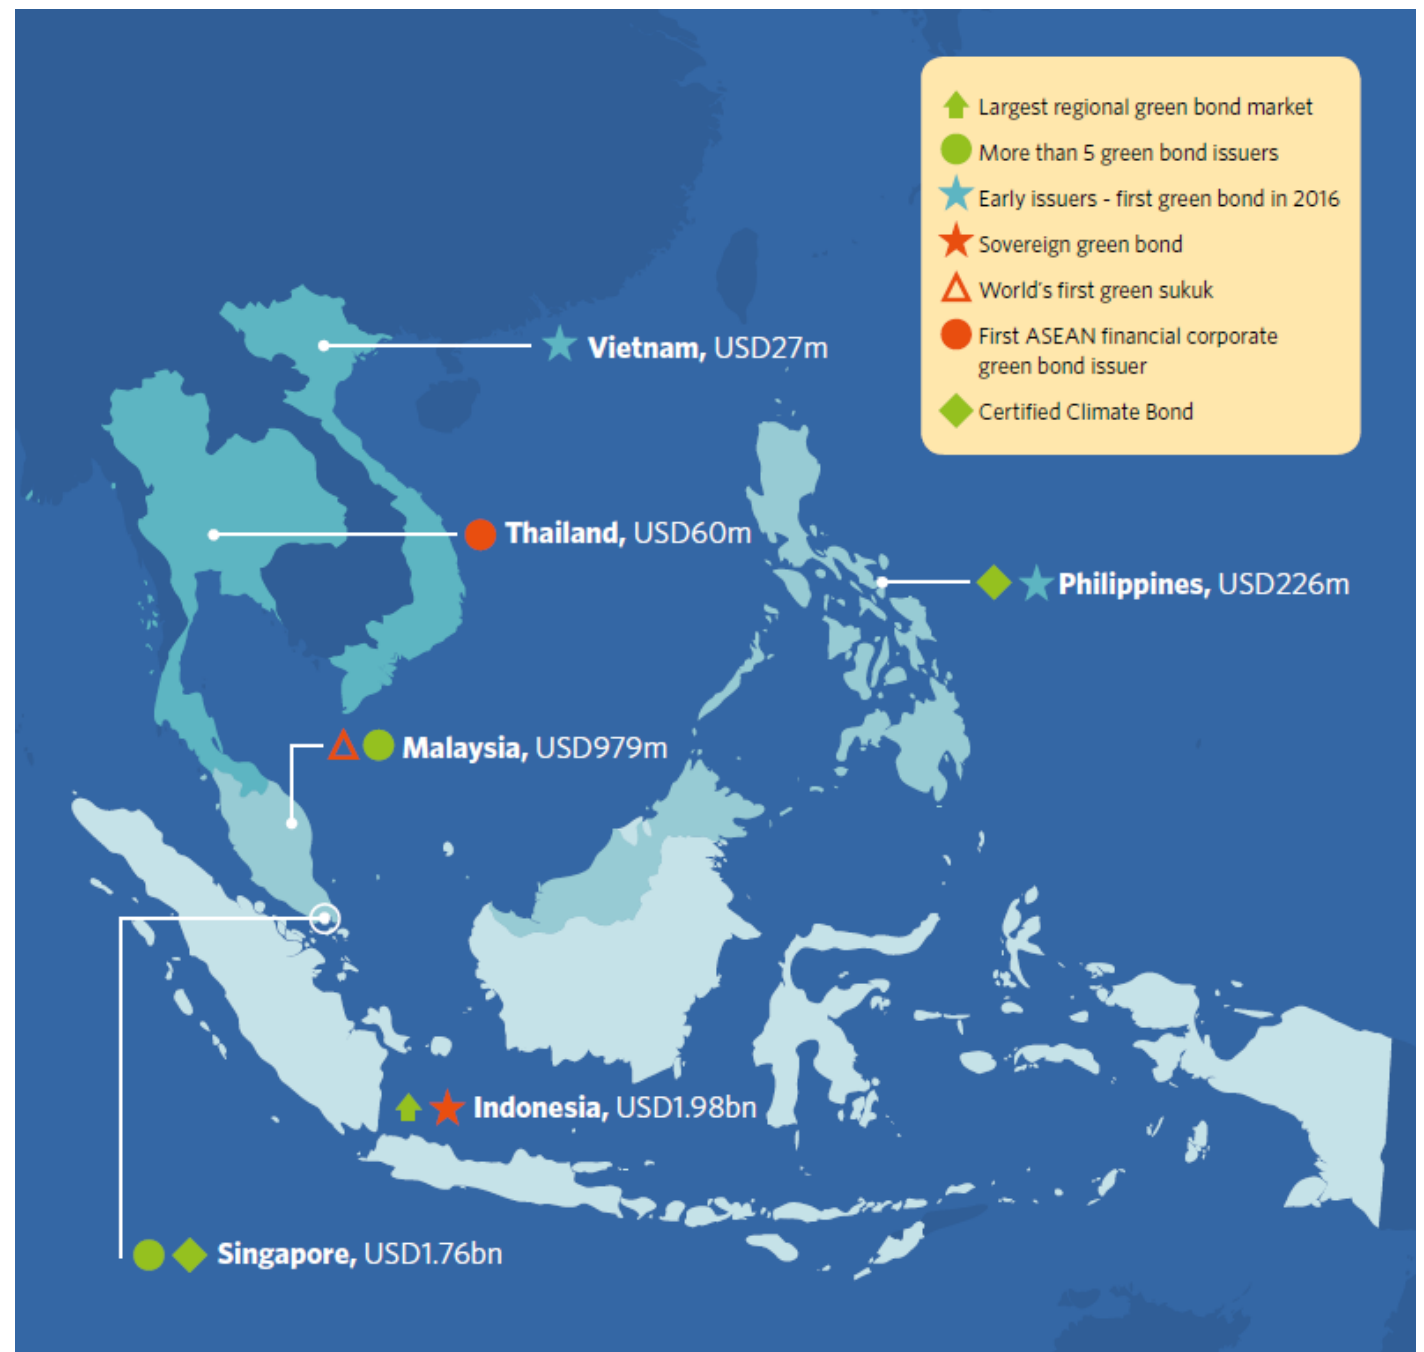 Largest regional green bond market
More than 5 green bond issuers
Early issuers - first green bond in 2016
Sovereign green bond
World's first green sukuk
First ASEAN financial corporate
green bond issuer
Certified Climate Bond
Vietnam, USD27m
Thailand, USD60m
Philippines, USD226m
Malaysia, USD979m
Indonesia, USD1.98bn
Singapore, USD1.76bn